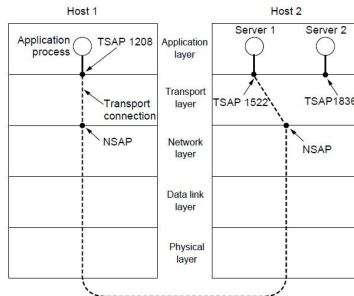 Host 1
Host 2
Application
process
TSAP 1208
Application
layer
Server 1
Server 2
Transport
connection
Transport
layer
TSAP 1522
TSAP1836
NSAP
Network
layer
NSAP
Data link
layer
Physical
layer